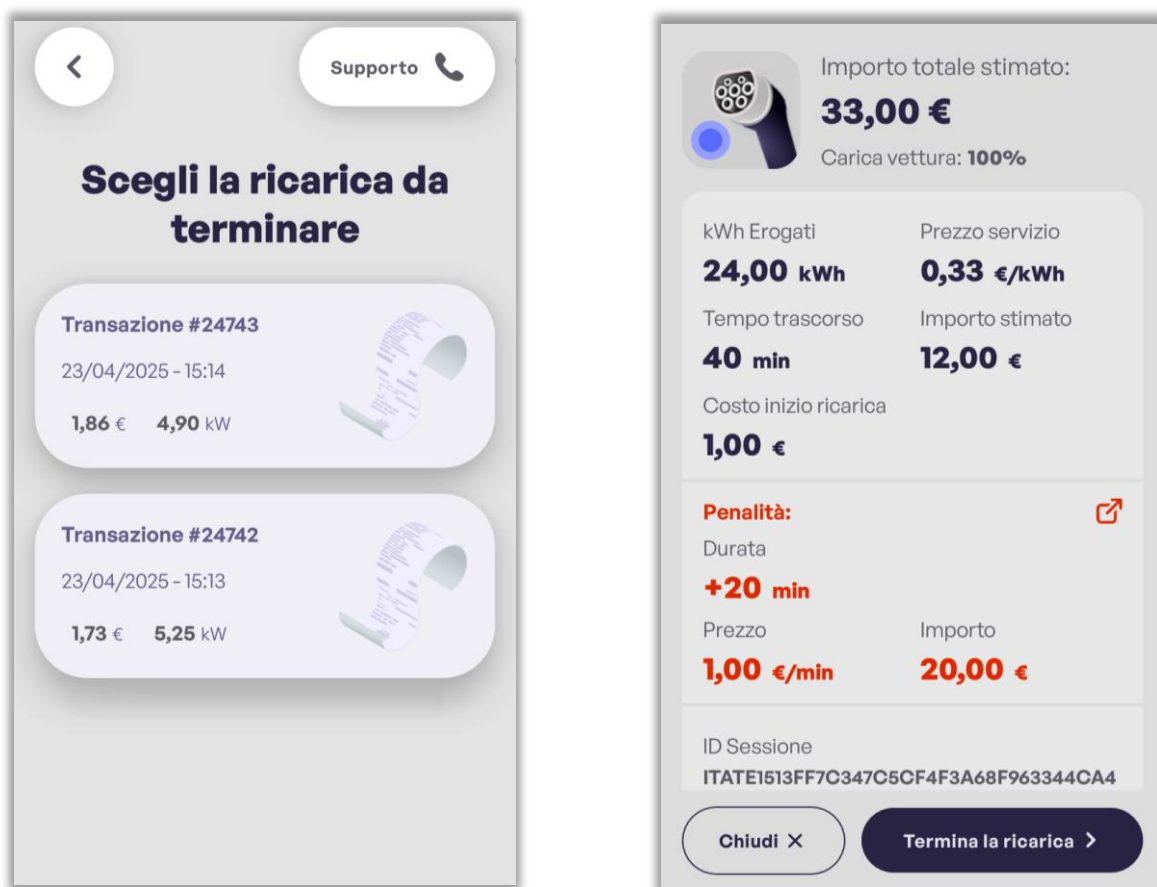 Supporto
Scegli la ricarica da
terminare
Transazione #24743
23/04/2025 - 15:14
1,86 € 4,90 kW
Transazione #24742
23/04/2025 - 15:13
1,73 € 5,25 kW
Importo totale stimato:
33,00 €
Carica vettura: 100%
kWh Erogati Prezzo servizio
24,00 kWh 0,33 €/kWh
Tempo trascorso Importo stimato
40 min 12,00 €
Costo inizio ricarica
1,00 €
Penalità:
Durata
+20 min
Prezzo Importo
1,00 €/min 20,00 €
ID Sessione
ITATE1513FF7C347C5CF4F3A68F963344CA4
Chiudi Termina la ricarica